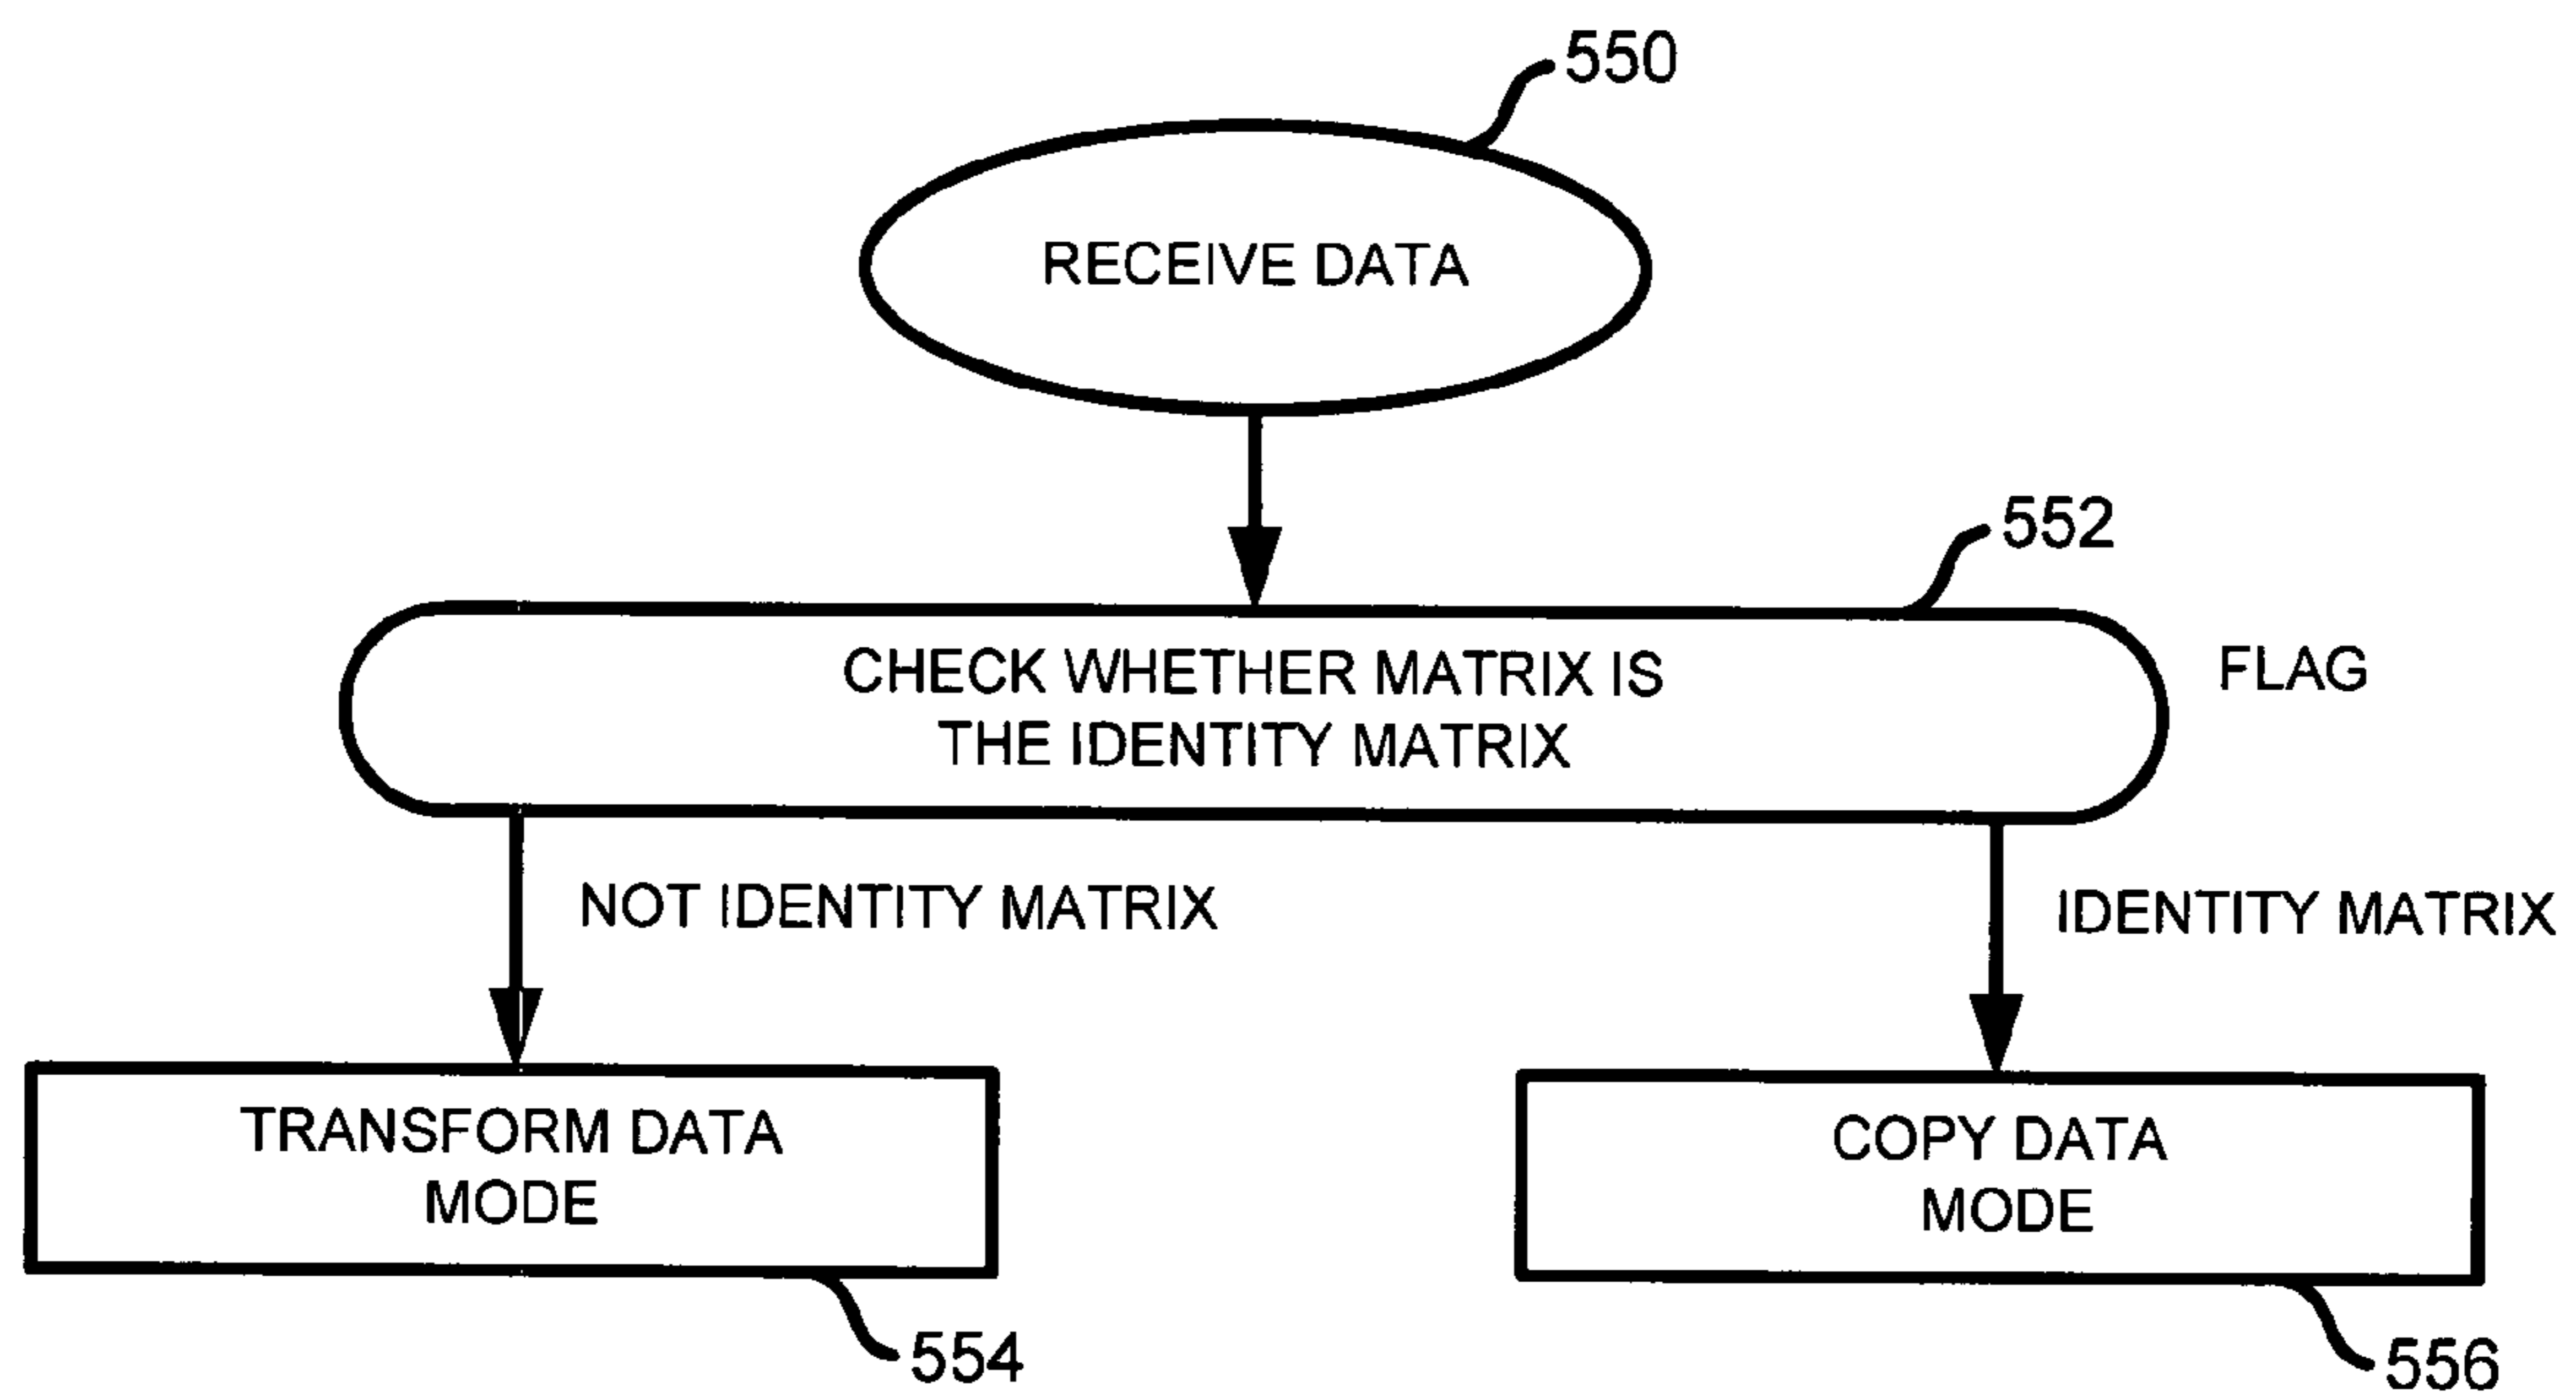 550
RECEIVE DATA
552
CHECK WHETHER MATRIX IS
THE IDENTITY MATRIX
FLAG
NOT IDENTITY MATRIX
IDENTITY MATRIX
TRANSFORM DATA
MODE
COPY DATA
MODE
554
556